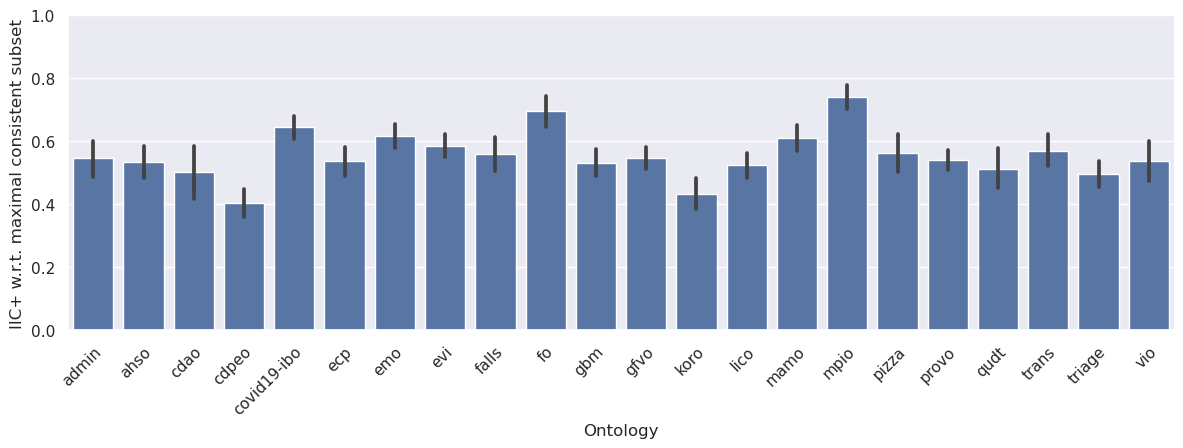 IIC+ w.r.t. maximal consistent subset
1.0
0.8
0.6
0.4
0.2
0.0
admin
ahso
cdao
cdpeo
covid19-ibo
ecp
emo
evi
falls
fo
gbm
gfvo
koro
lico
mamo
mpio
pizza
provo
qudt
trans
triage
vio
Ontology